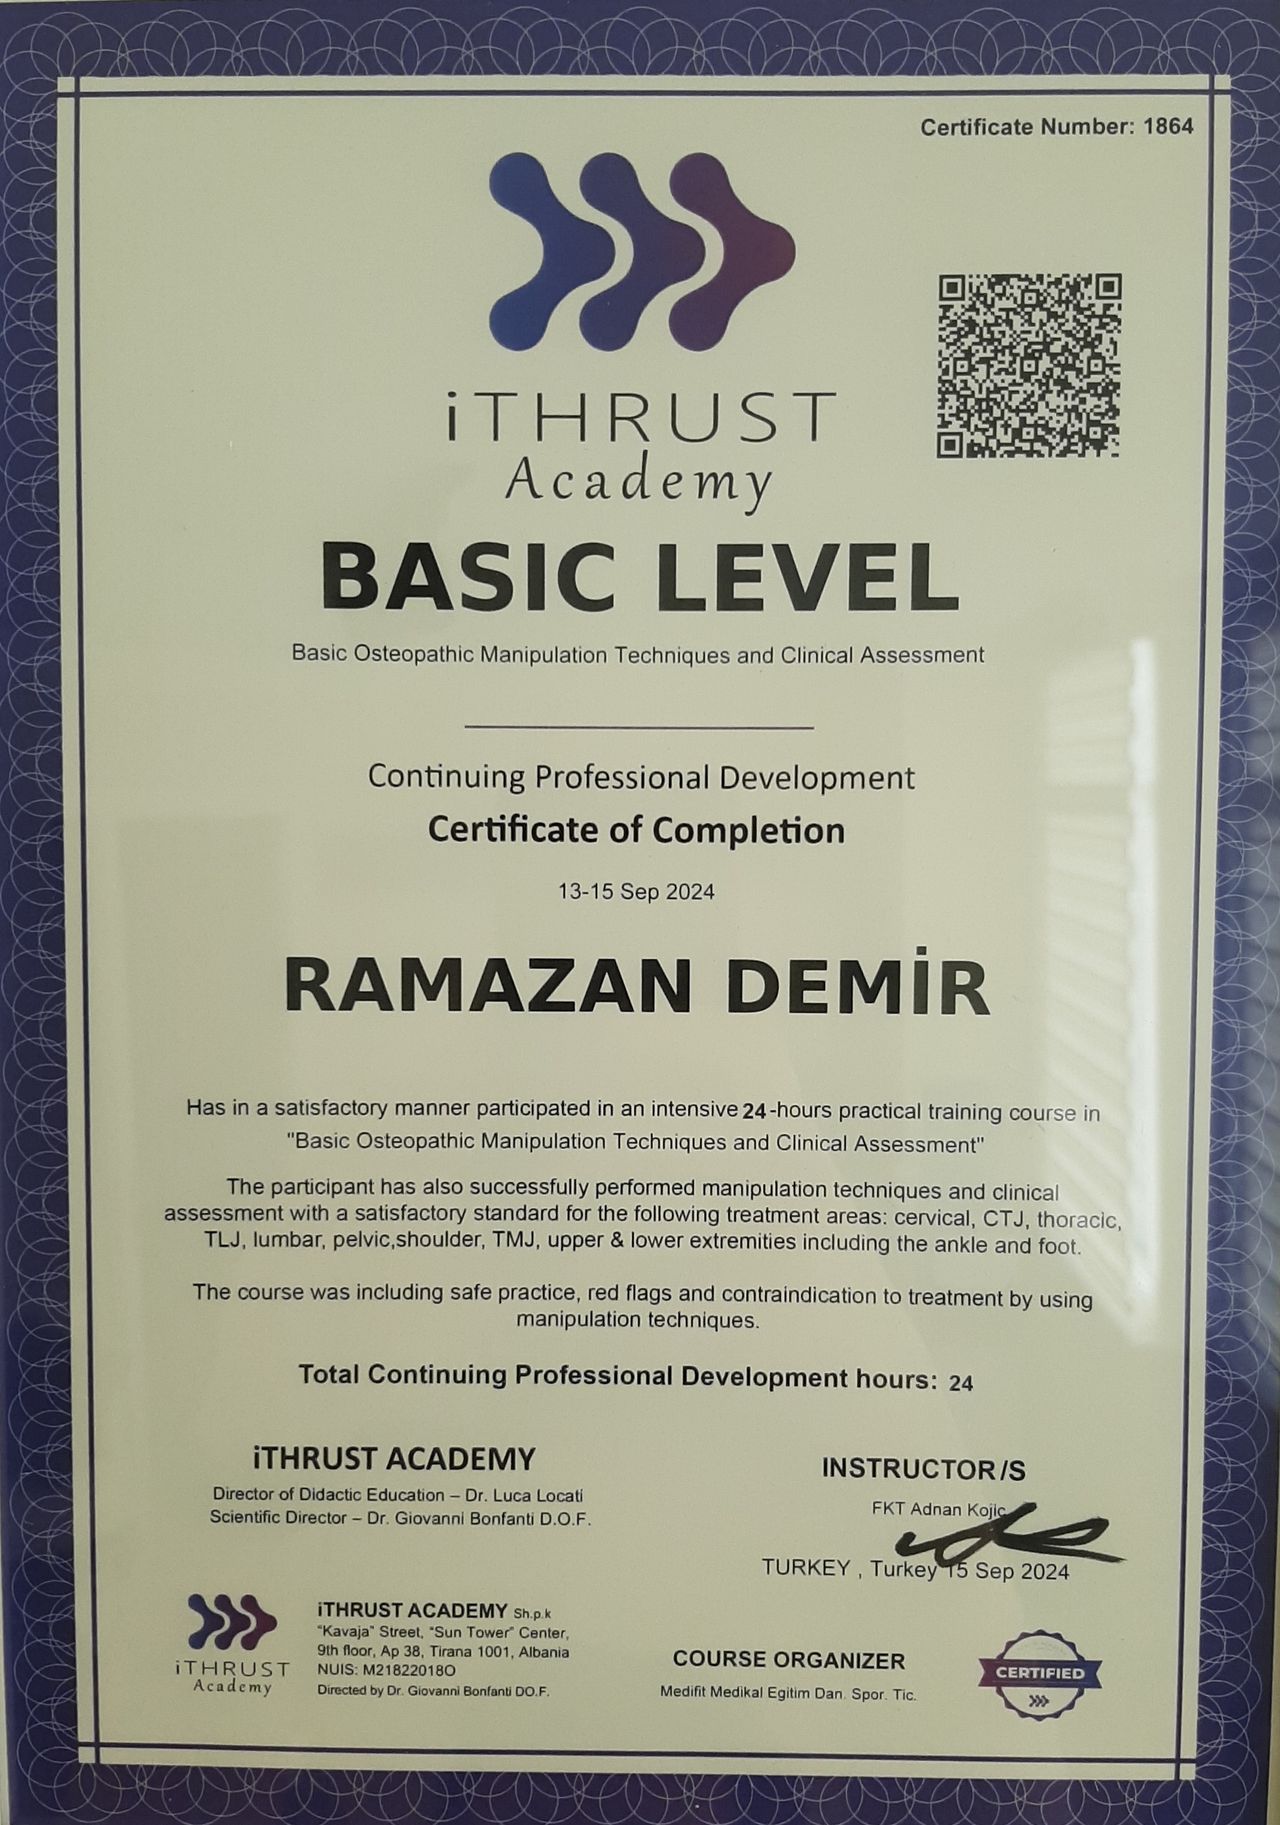 Certificate Number: 1864
iTHRUST
Academy
BASIC LEVEL
Basic Osteopathic Manipulation Techniques and Clinical Assessment
Continuing Professional Development
Certificate of Completion
13-15 Sep 2024
RAMAZAN DEMİR
Has in a satisfactory manner participated in an intensive 24-hours practical training course in
"Basic Osteopathic Manipulation Techniques and Clinical Assessment"
The participant has also successfully performed manipulation techniques and clinical
assessment with a satisfactory standard for the following treatment areas: cervical, CTJ, thoracic,
TLJ, lumbar, pelvic,shoulder, TMJ, upper & lower extremities including the ankle and foot.
The course was including safe practice, red flags and contraindication to treatment by using
manipulation techniques.
Total Continuing Professional Development hours: 24
iTHRUST ACADEMY
Director of Didactic Education – Dr. Luca Locati
Scientific Director – Dr. Giovanni Bonfanti D.O.F.
INSTRUCTOR/S
FKT Adnan Kojic
TURKEY , Turkey 15 Sep 2024
iTHRUST
Academy
iTHRUST ACADEMY Sh.p.k
“Kavaja” Street, “Sun Tower” Center,
9th floor, Ap 38, Tirana 1001, Albania
NUIS: M21822018O
Directed by Dr. Giovanni Bonfanti DO.F.
COURSE ORGANIZER
Medifit Medikal Egitim Dan. Spor. Tic.
CERTIFIED